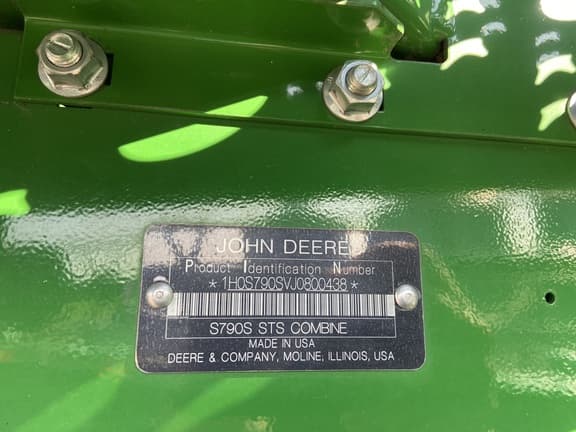 JOHN DEERE
Product Identification Number
*1H0S790SVJ0800438*
S790S STS COMBINE
MADE IN USA
DEERE & COMPANY, MOLINE, ILLINOIS, USA